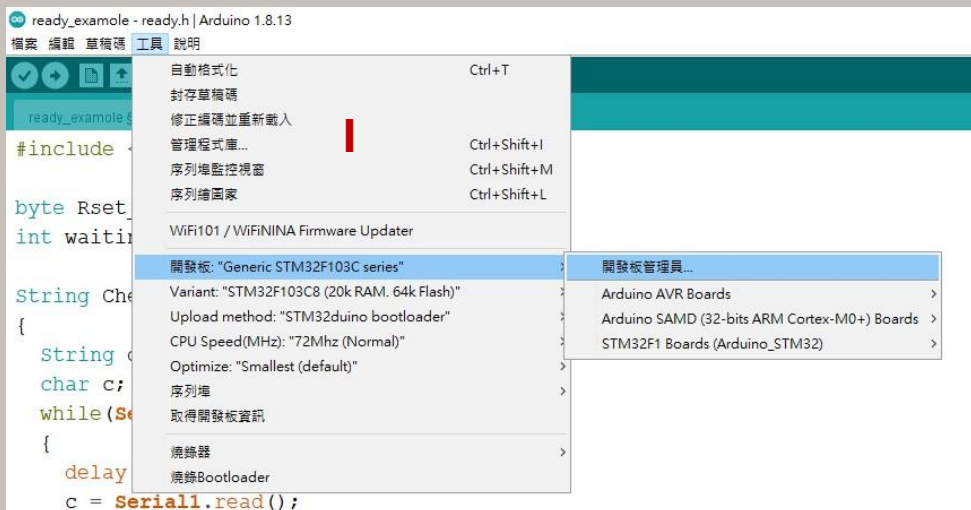 ready_examole - ready.h | Arduino 1.8.13
檔案 編輯 草稿碼 工具 說明
自動格式化 Ctrl+T
封存草稿碼
修正編碼並重新載入
管理程式庫... Ctrl+Shift+I
序列埠監控視窗 Ctrl+Shift+M
序列繪圖家 Ctrl+Shift+L
WiFi101 / WiFiNINA Firmware Updater
開發板: "Generic STM32F103C series"
Variant: "STM32F103C8 (20k RAM. 64k Flash)"
Upload method: "STM32duino bootloader"
CPU Speed(MHz): "72Mhz (Normal)"
Optimize: "Smallest (default)"
序列埠
取得開發板資訊
燒錄器
燒錄Bootloader
開發板管理員...
Arduino AVR Boards
Arduino SAMD (32-bits ARM Cortex-M0+) Boards
STM32F1 Boards (Arduino_STM32)
ready_examole §
#include <
byte Rset_
int waitin
String Che
{
String
char c;
while(Se
{
delay
c = Serial1.read();